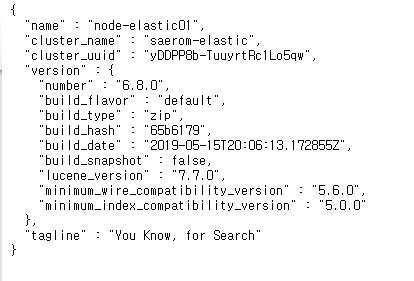 {
  "name" : "node-elastic01",
  "cluster_name" : "saerom-elastic",
  "cluster_uuid" : "yDDPP8b-TuuyrtRc1Lo5qw",
  "version" : {
    "number" : "6.8.0",
    "build_flavor" : "default",
    "build_type" : "zip",
    "build_hash" : "65b6179",
    "build_date" : "2019-05-15T20:06:13.172855Z",
    "build_snapshot" : false,
    "lucene_version" : "7.7.0",
    "minimum_wire_compatibility_version" : "5.6.0",
    "minimum_index_compatibility_version" : "5.0.0"
  },
  "tagline" : "You Know, for Search"
}